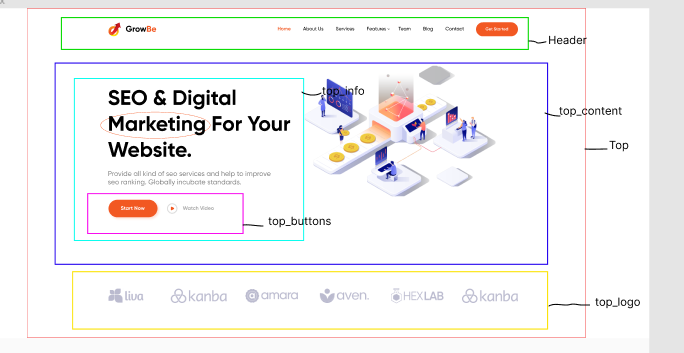 GrowBe
Home About Us Services Features Team Blog Contact Get Started
Header
top_info
SEO & Digital
Marketing For Your
Website.
top_content
Top
Provide all kind of seo services and help to improve
seo ranking. Globally incubate standards.
Start Now Watch Video
top_buttons
liva kanba amara aven. HEXLAB kanba
top_logo